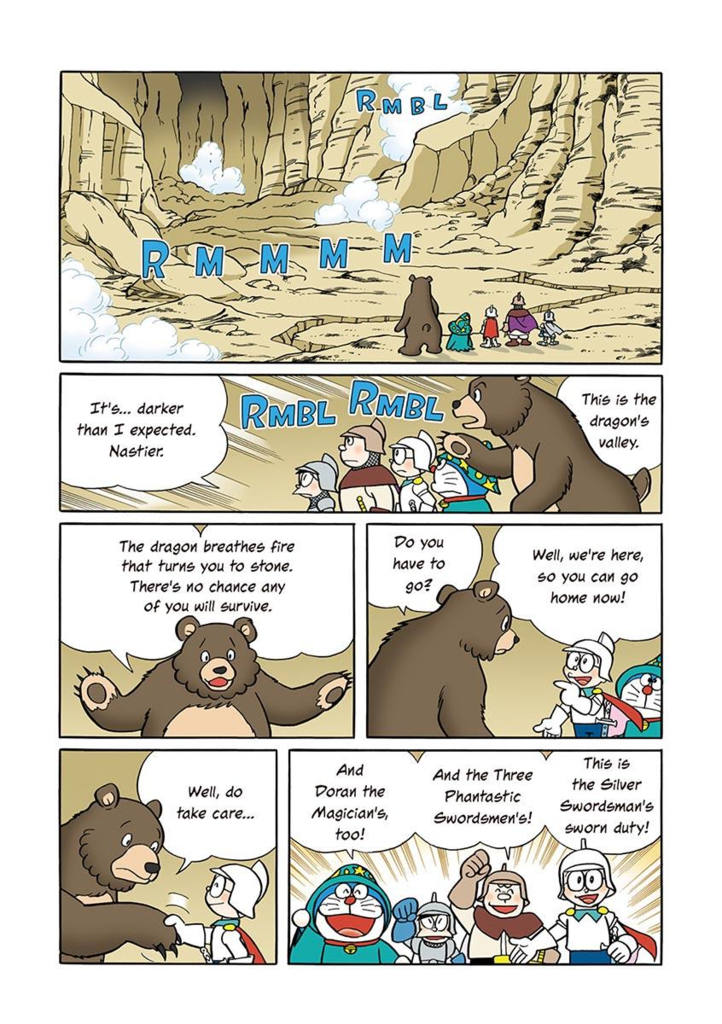 RMBL
RMMMM
This is the
dragon's
valley.
RMBL
RMBL
It's... darker
than I expected.
Nastier.
Well, we're here,
so you can go
home now!
Do you
have to
go?
The dragon breathes fire
that turns you to stone.
There's no chance any
of you will survive.
This is
the Silver
Swordsman's
sworn duty!
And the Three
Phantastic
Swordsmen's!
And
Doran the
Magician's,
too!
Well, do
take care...